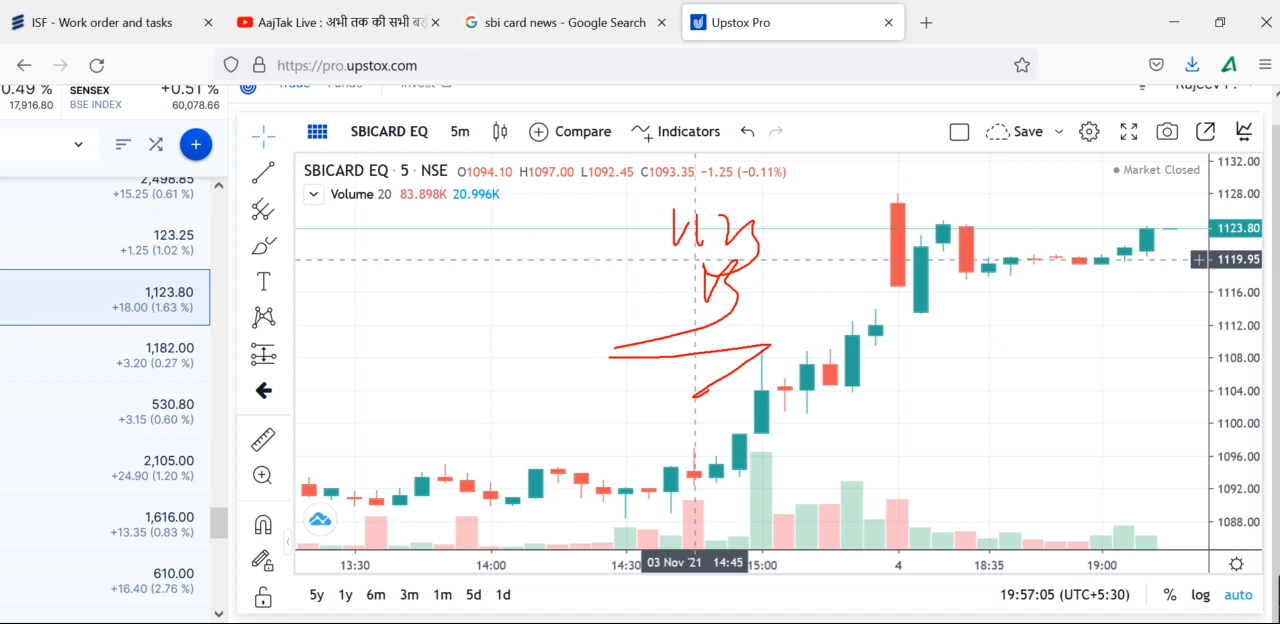 ISF - Work order and tasks
AajTak Live : अभी तक की सभी बड़
sbi card news - Google Search
Upstox Pro
https://pro.upstox.com
0.49 % SENSEX +0.51 %
17,916.80 BSE INDEX 60,078.66
2,498.85
+15.25 (0.61 %)
123.25
+1.25 (1.02 %)
1,123.80
+18.00 (1.63 %)
1,182.00
+3.20 (0.27 %)
530.80
+3.15 (0.60 %)
2,105.00
+24.90 (1.20 %)
1,616.00
+13.35 (0.83 %)
610.00
+16.40 (2.76 %)
SBICARD EQ 5m Compare Indicators Save
SBICARD EQ · 5 · NSE O1094.10 H1097.00 L1092.45 C1093.35 −1.25 (−0.11%)
Market Closed
Volume 20 83.898K 20.996K
1132.00
1128.00
1123.80
1119.95
1116.00
1112.00
1108.00
1104.00
1100.00
1096.00
1092.00
1088.00
1123
13:30 14:00 14:30 03 Nov '21 14:45 15:00 4 18:35 19:00
5y 1y 6m 3m 1m 5d 1d 19:57:05 (UTC+5:30) % log auto